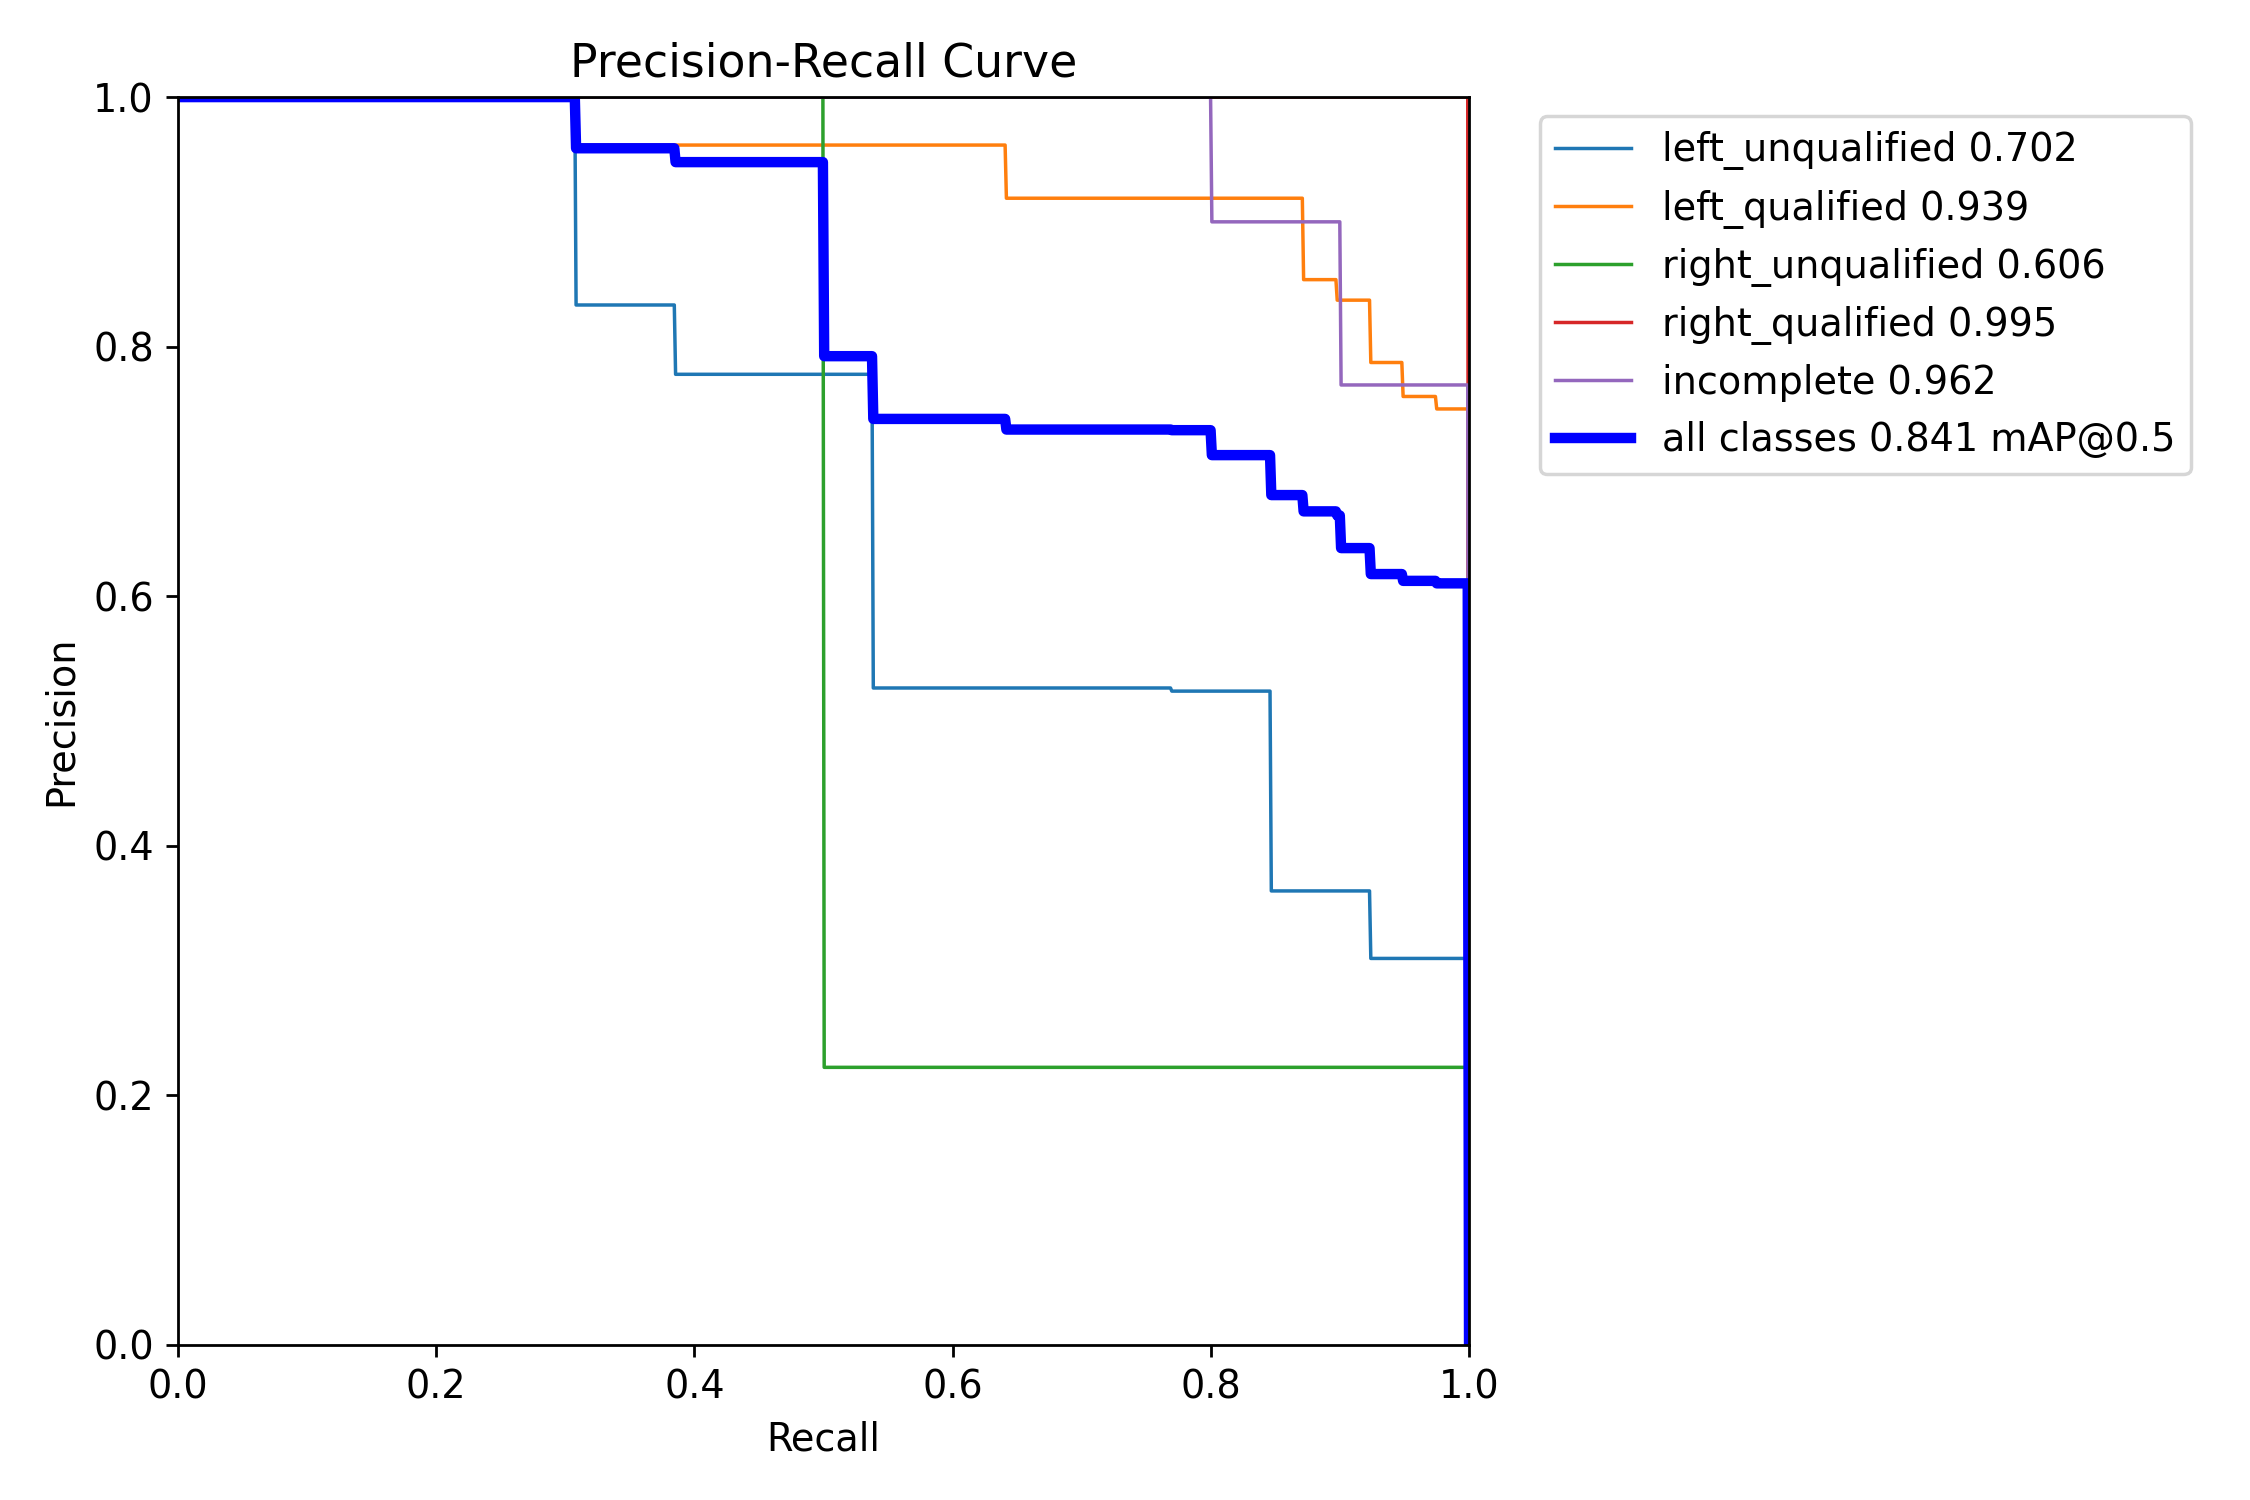 Precision-Recall Curve
1.0
0.8
0.6
0.4
0.2
0.0
Precision
0.0 0.2 0.4 0.6 0.8 1.0
Recall
left_unqualified 0.702
left_qualified 0.939
right_unqualified 0.606
right_qualified 0.995
incomplete 0.962
all classes 0.841 mAP@0.5